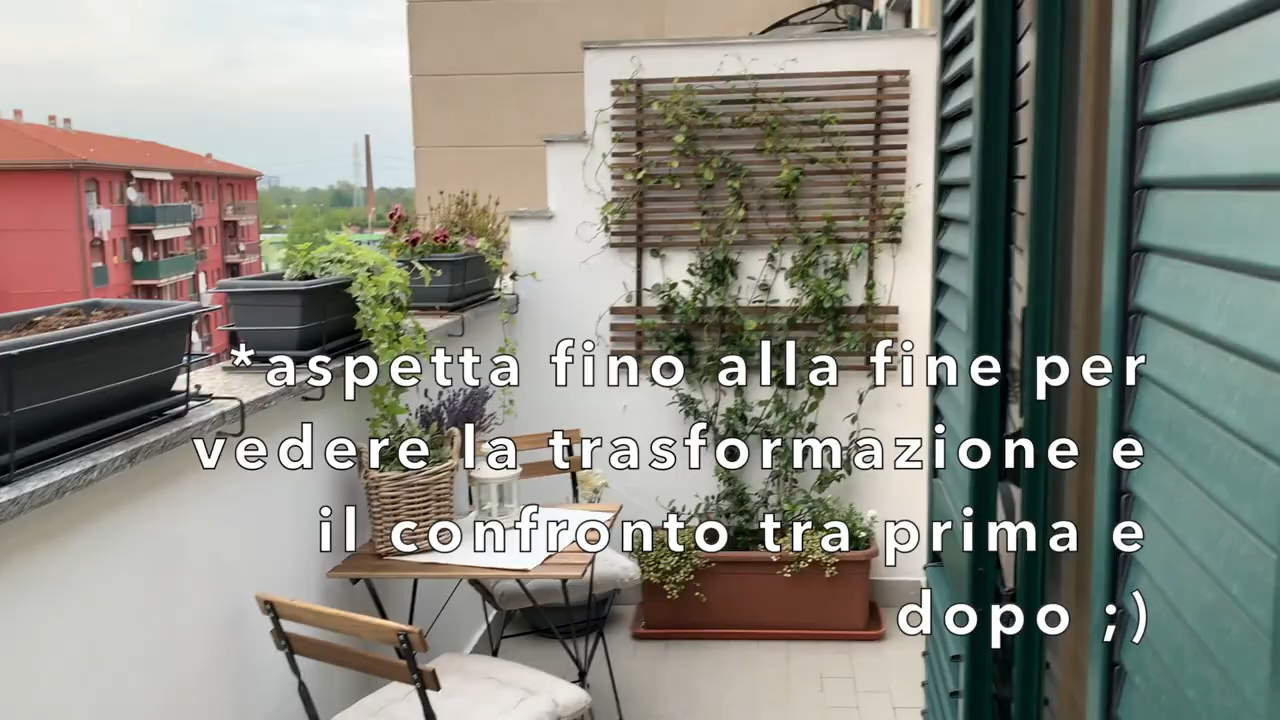 *aspetta fino alla fine per
vedere la trasformazione e
il confronto tra prima e
dopo ;)